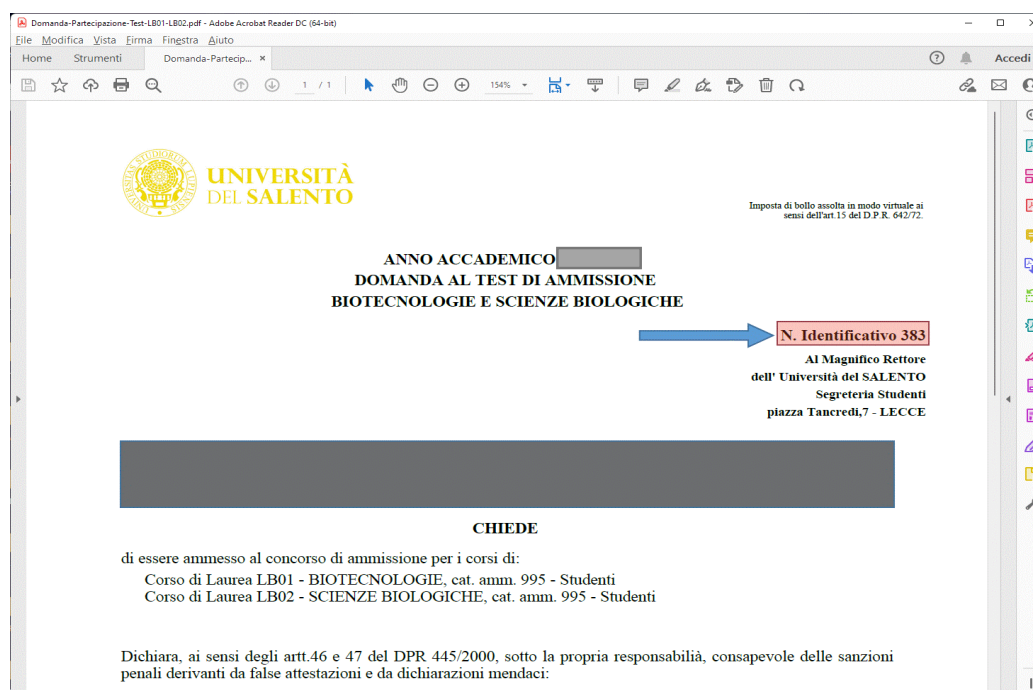 Domanda-Partecipazione-Test-LB01-LB02.pdf - Adobe Acrobat Reader DC (64-bit)
File Modifica Vista Firma Finestra Aiuto
Home Strumenti Domanda-Partecip... × Accedi
1 / 1 154%
STUDIORUM
UNIVERSITÀ
DEL SALENTO
Imposta di bollo assolta in modo virtuale ai
sensi dell'art.15 del D.P.R. 642/72.
ANNO ACCADEMICO
DOMANDA AL TEST DI AMMISSIONE
BIOTECNOLOGIE E SCIENZE BIOLOGICHE
N. Identificativo 383
Al Magnifico Rettore
dell' Università del SALENTO
Segreteria Studenti
piazza Tancredi,7 - LECCE
CHIEDE
di essere ammesso al concorso di ammissione per i corsi di:
Corso di Laurea LB01 - BIOTECNOLOGIE, cat. amm. 995 - Studenti
Corso di Laurea LB02 - SCIENZE BIOLOGICHE, cat. amm. 995 - Studenti
Dichiara, ai sensi degli artt.46 e 47 del DPR 445/2000, sotto la propria responsabilià, consapevole delle sanzioni
penali derivanti da false attestazioni e da dichiarazioni mendaci: